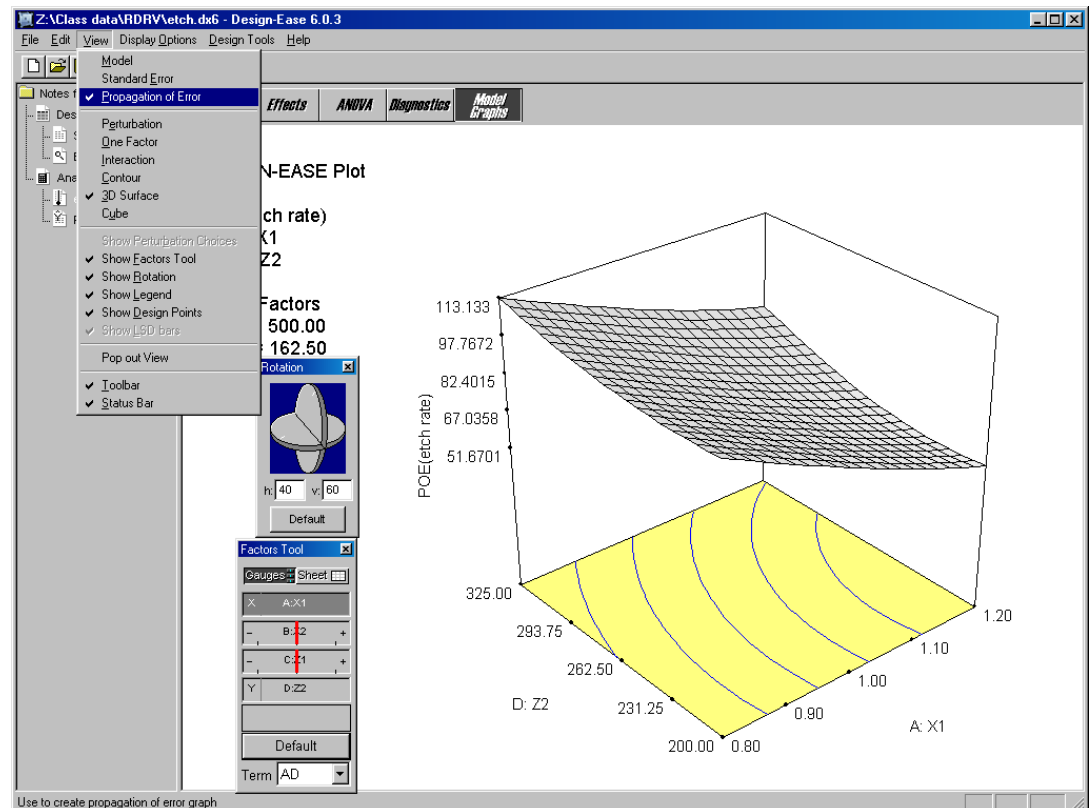 Z:\Class data\RDRV\etch.dx6 - Design-Ease 6.0.3
File Edit View Display Options Design Tools Help
Model
Standard Error
Propagation of Error
Perturbation
One Factor
Interaction
Contour
3D Surface
Cube
Show Perturbation Choices
Show Factors Tool
Show Rotation
Show Legend
Show Design Points
Show LSD bars
Pop out View
Toolbar
Status Bar
Notes f
Des
S
E
Ana
Effects ANOVA Diagnostics Model Graphs
N-EASE Plot
ch rate)
X1
Z2
Factors
500.00
= 162.50
Rotation
h: 40 v: 60
Default
Factors Tool
Gauges Sheet
X A:X1
- B:X2 +
- C:Z1 +
Y D:Z2
Default
Term AD
113.133
97.7672
82.4015
67.0358
51.6701
POE(etch rate)
325.00
293.75
262.50
231.25
200.00
D: Z2
0.80
0.90
1.00
1.10
1.20
A: X1
Use to create propagation of error graph